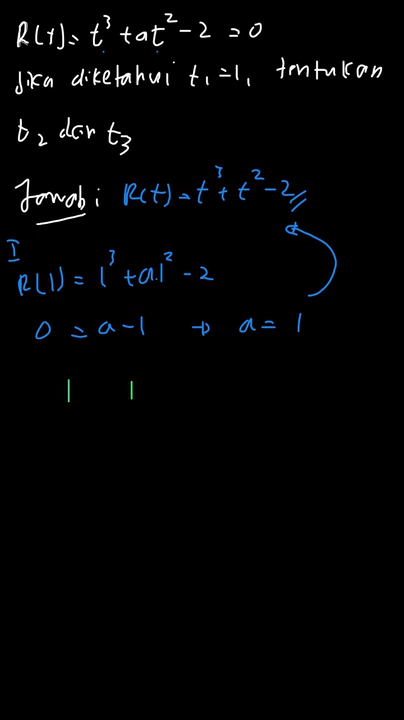 R(t) = t³ + at² - 2 = 0
Jika diketahui t₁ = 1, tentukan
t₂ dan t₃
Jawab: R(t) = t³ + t² - 2
I
R(1) = 1³ + a.1² - 2
0 = a - 1 → a = 1
| 1